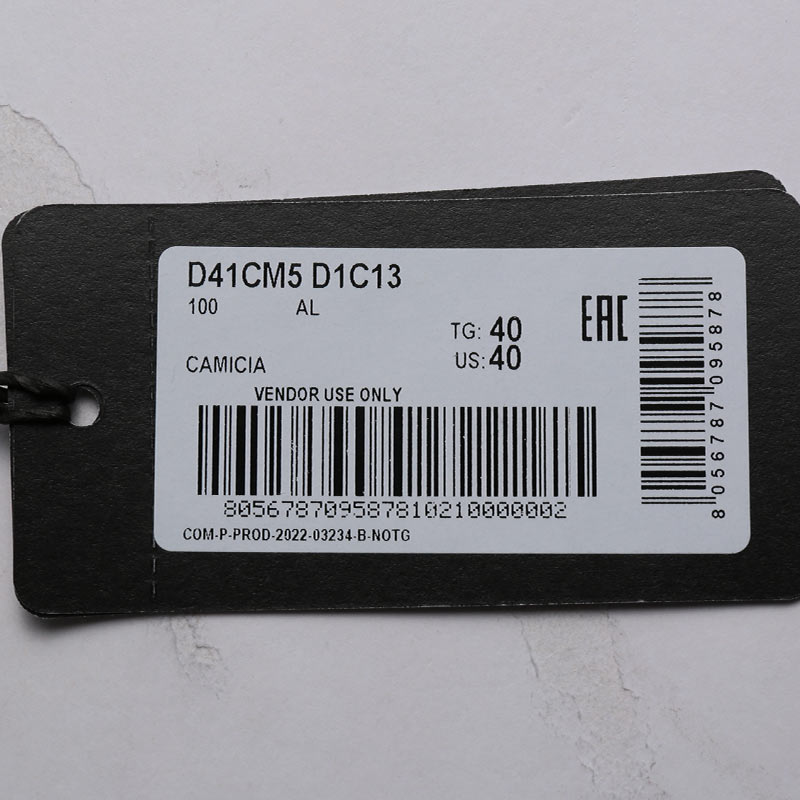 D41CM5 D1C13
100 AL
TG: 40
US: 40
EAC
CAMICIA
VENDOR USE ONLY
805678709587810210000002
COM-P-PROD-2022-03234-B-NOTG
8 056787 095878